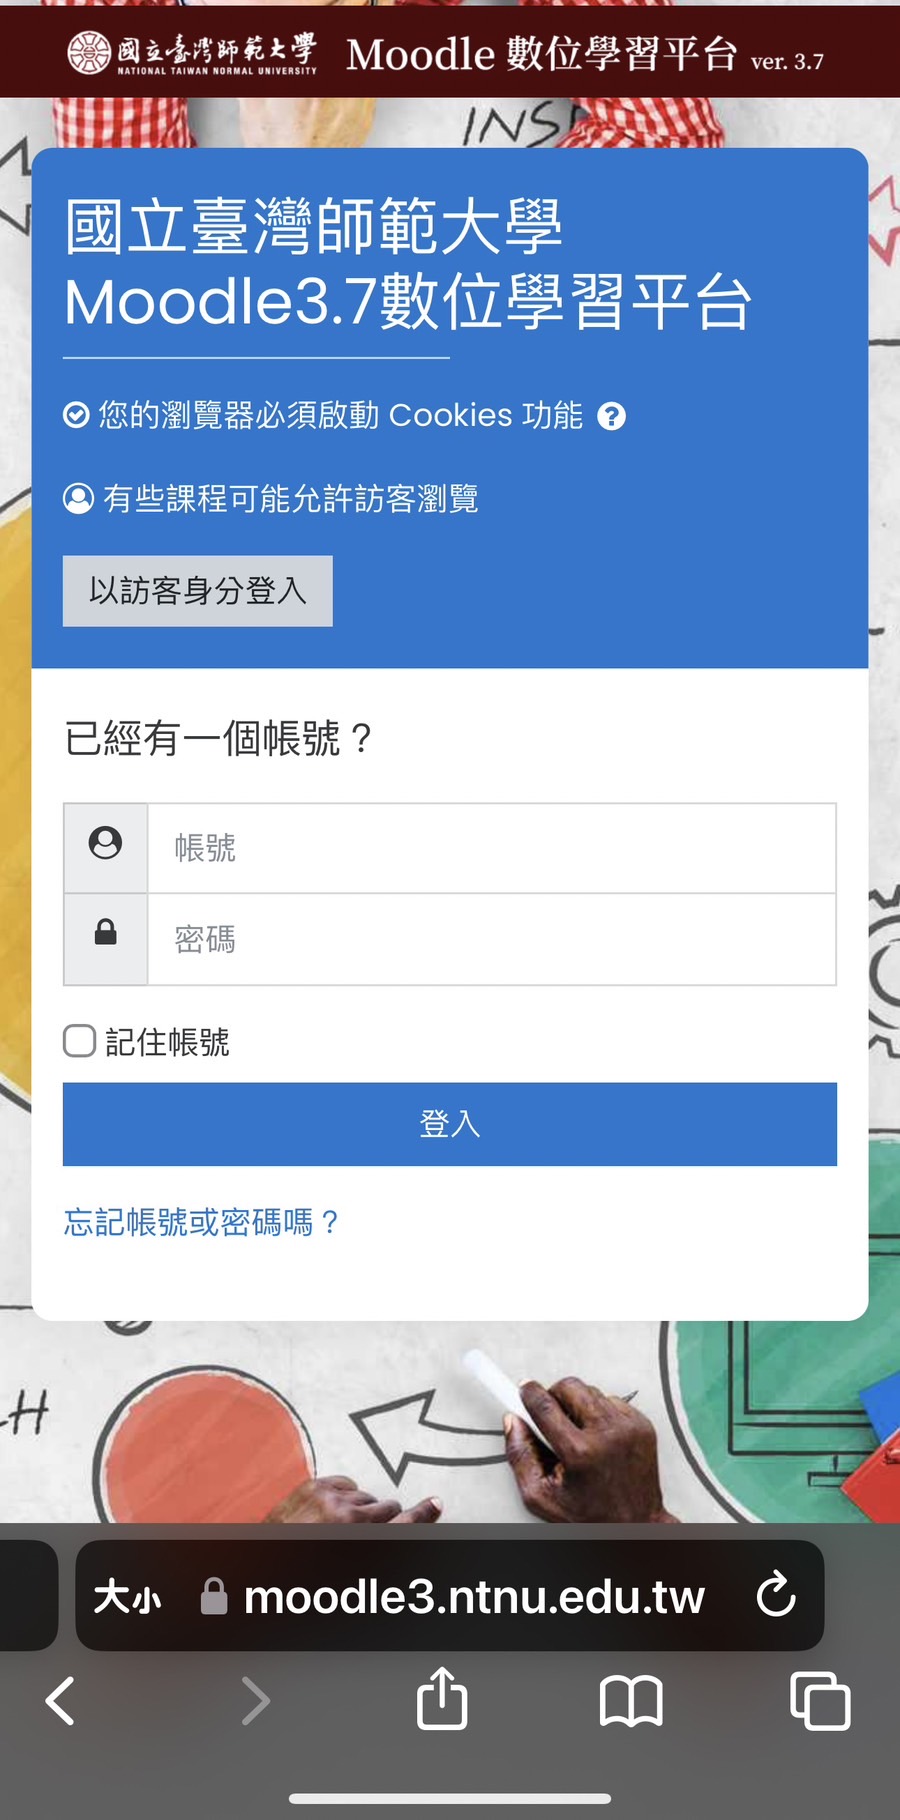 國立臺灣師範大學 Moodle 數位學習平台 ver. 3.7
NATIONAL TAIWAN NORMAL UNIVERSITY
國立臺灣師範大學
Moodle3.7數位學習平台
您的瀏覽器必須啟動 Cookies 功能
有些課程可能允許訪客瀏覽
以訪客身分登入
已經有一個帳號？
帳號
密碼
記住帳號
登入
忘記帳號或密碼嗎？
大小 moodle3.ntnu.edu.tw